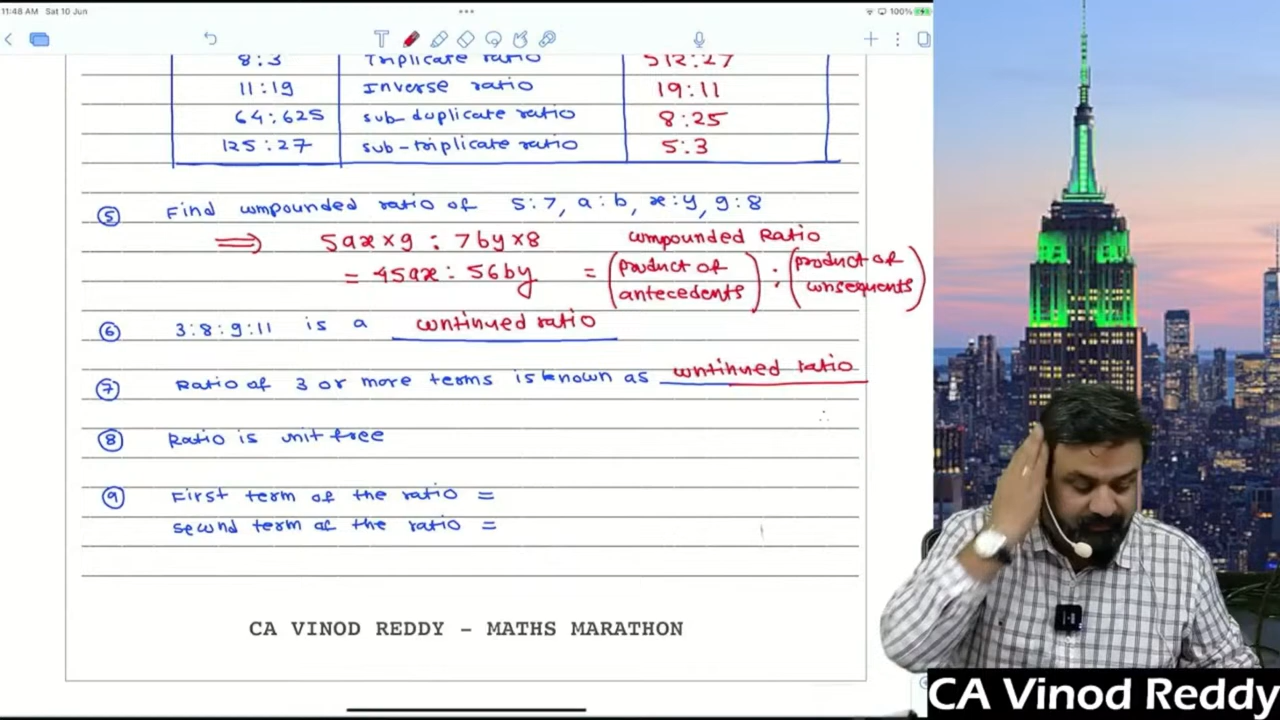 11:48 AM Sat 10 Jun
100%
T
8:3 Triplicate ratio 512:27
11:19 Inverse ratio 19:11
64:625 sub-duplicate ratio 8:25
125:27 sub-triplicate ratio 5:3
⑤ Find compounded ratio of 5:7, a:b, x:y, 9:8
⟹ 5ax×9 : 7by×8 compounded Ratio
= 45ax : 56by = (product of antecedents) : (product of consequents)
⑥ 3:8:9:11 is a continued ratio
⑦ Ratio of 3 or more terms is known as continued ratio
⑧ Ratio is unit free
⑨ First term of the ratio =
second term of the ratio =
CA VINOD REDDY - MATHS MARATHON
CA Vinod Reddy